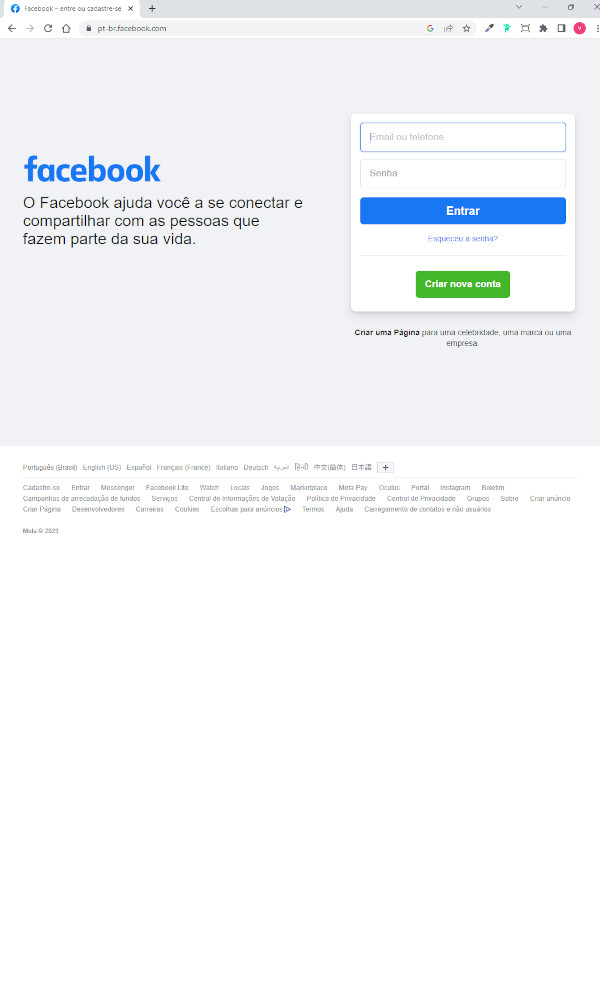 Facebook – entre ou cadastre-se
pt-br.facebook.com
facebook
O Facebook ajuda você a se conectar e
compartilhar com as pessoas que
fazem parte da sua vida.
Email ou telefone
Senha
Entrar
Esqueceu a senha?
Criar nova conta
Criar uma Página para uma celebridade, uma marca ou uma
empresa.
Português (Brasil) English (US) Español Français (France) Italiano Deutsch العربية हिन्दी 中文(简体) 日本語 +
Cadastre-se Entrar Messenger Facebook Lite Watch Locais Jogos Marketplace Meta Pay Oculus Portal Instagram Boletim
Campanhas de arrecadação de fundos Serviços Central de Informações de Votação Política de Privacidade Central de Privacidade Grupos Sobre Criar anúncio
Criar Página Desenvolvedores Carreiras Cookies Escolhas para anúncios Termos Ajuda Carregamento de contatos e não usuários
Meta © 2023